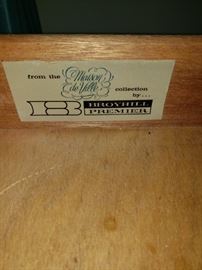 from the Maison de Ville collection
by...
BROYHILL
PREMIER